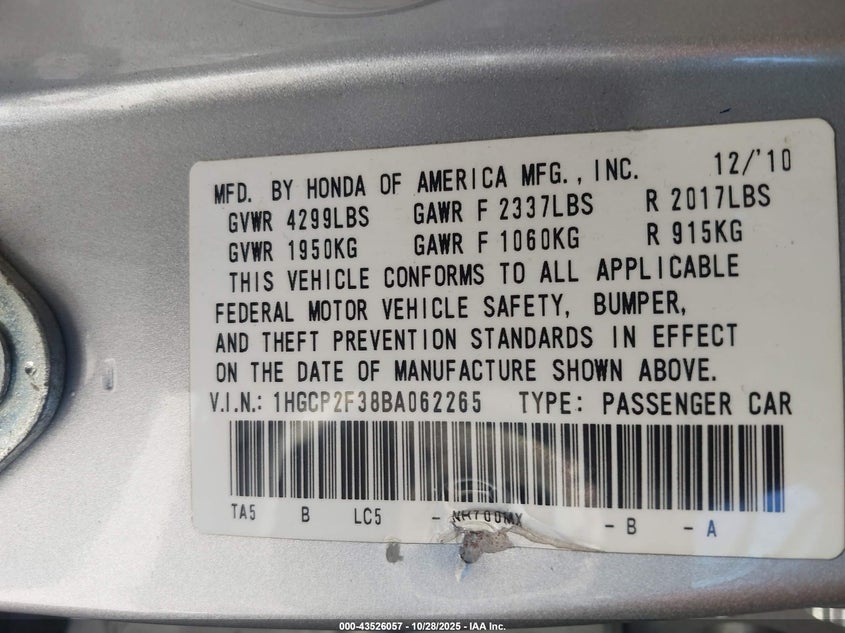 MFD. BY HONDA OF AMERICA MFG., INC. 12/'10
GVWR 4299LBS GAWR F 2337LBS R 2017LBS
GVWR 1950KG GAWR F 1060KG R 915KG
THIS VEHICLE CONFORMS TO ALL APPLICABLE
FEDERAL MOTOR VEHICLE SAFETY, BUMPER,
AND THEFT PREVENTION STANDARDS IN EFFECT
ON THE DATE OF MANUFACTURE SHOWN ABOVE.
V.I.N.: 1HGCP2F38BA062265 TYPE: PASSENGER CAR
TA5 B LC5 - NH700MX - B - A
000-43526057 - 10/28/2025 - IAA Inc.